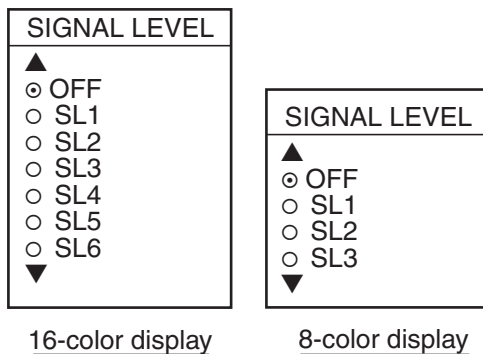 SIGNAL LEVEL
OFF
SL1
SL2
SL3
SL4
SL5
SL6
16-color display
SIGNAL LEVEL
OFF
SL1
SL2
SL3
8-color display